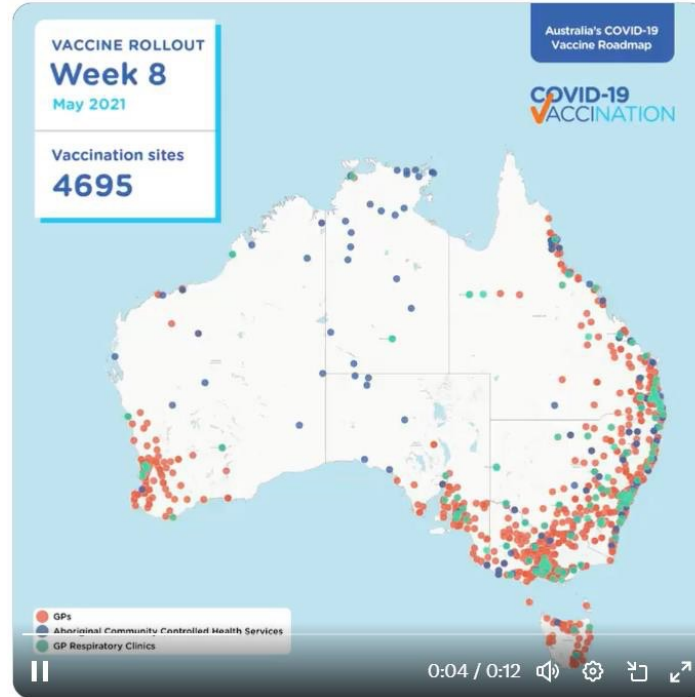 VACCINE ROLLOUT
Week 8
May 2021
Vaccination sites
4695
Australia's COVID-19
Vaccine Roadmap
COVID-19
VACCINATION
GPs
Aboriginal Community Controlled Health Services
GP Respiratory Clinics
0:04 / 0:12